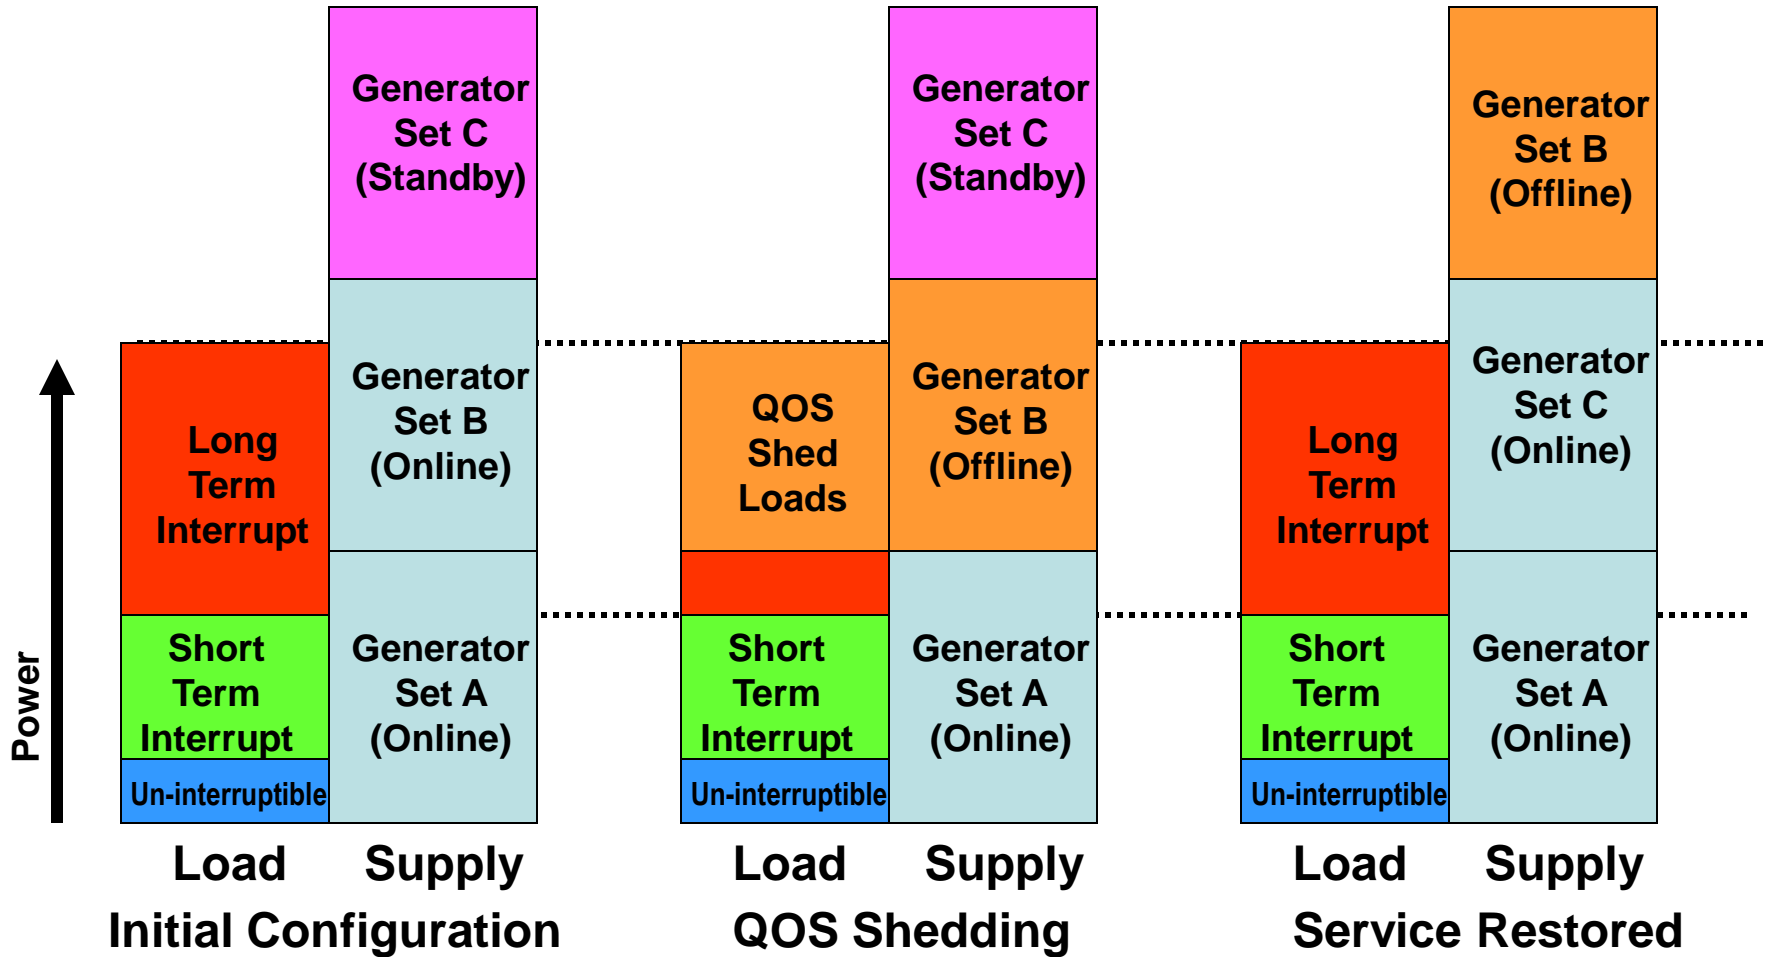 Generator
Set C
(Standby)
Generator
Set B
(Online)
Generator
Set A
(Online)
Long
Term
Interrupt
Short
Term
Interrupt
Un-interruptible
Power
Load
Supply
Initial Configuration
Generator
Set C
(Standby)
Generator
Set B
(Offline)
Generator
Set A
(Online)
QOS
Shed
Loads
Short
Term
Interrupt
Un-interruptible
Load
Supply
QOS Shedding
Generator
Set B
(Offline)
Generator
Set C
(Online)
Generator
Set A
(Online)
Long
Term
Interrupt
Short
Term
Interrupt
Un-interruptible
Load
Supply
Service Restored